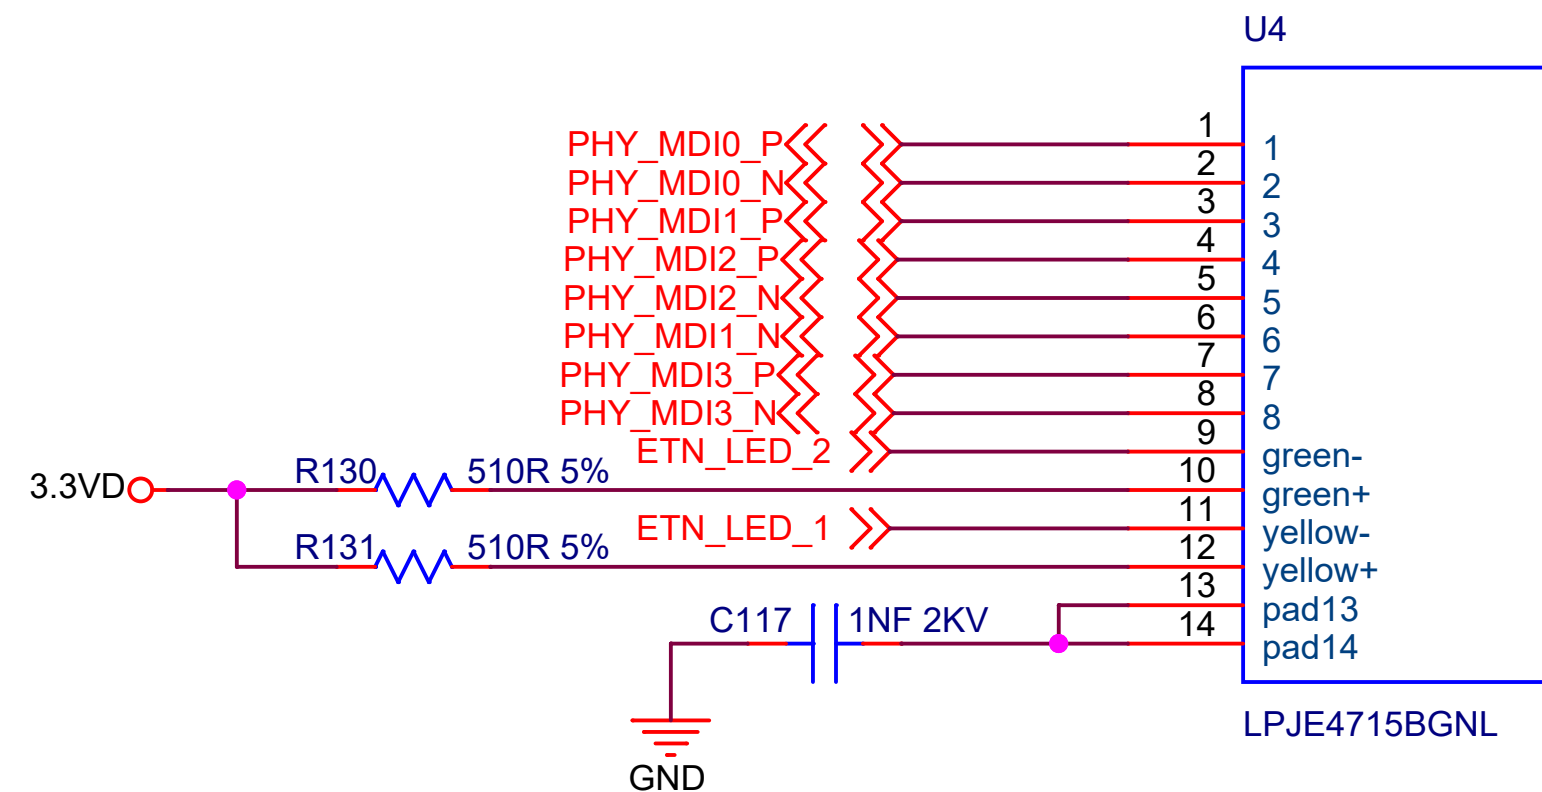 U4
PHY_MDI0_P 1 1
PHY_MDI0_N 2 2
PHY_MDI1_P 3 3
PHY_MDI2_P 4 4
PHY_MDI2_N 5 5
PHY_MDI1_N 6 6
PHY_MDI3_P 7 7
PHY_MDI3_N 8 8
ETN_LED_2 9 green-
3.3VD R130 510R 5% 10 green+
ETN_LED_1 11 yellow-
R131 510R 5% 12 yellow+
13 pad13
C117 1NF 2KV 14 pad14
LPJE4715BGNL
GND